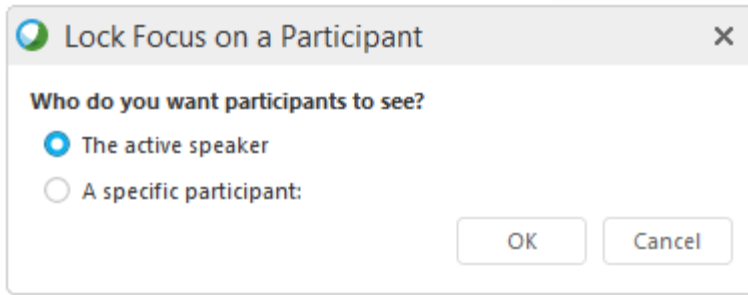 Lock Focus on a Participant
Who do you want participants to see?
The active speaker
A specific participant:
OK Cancel